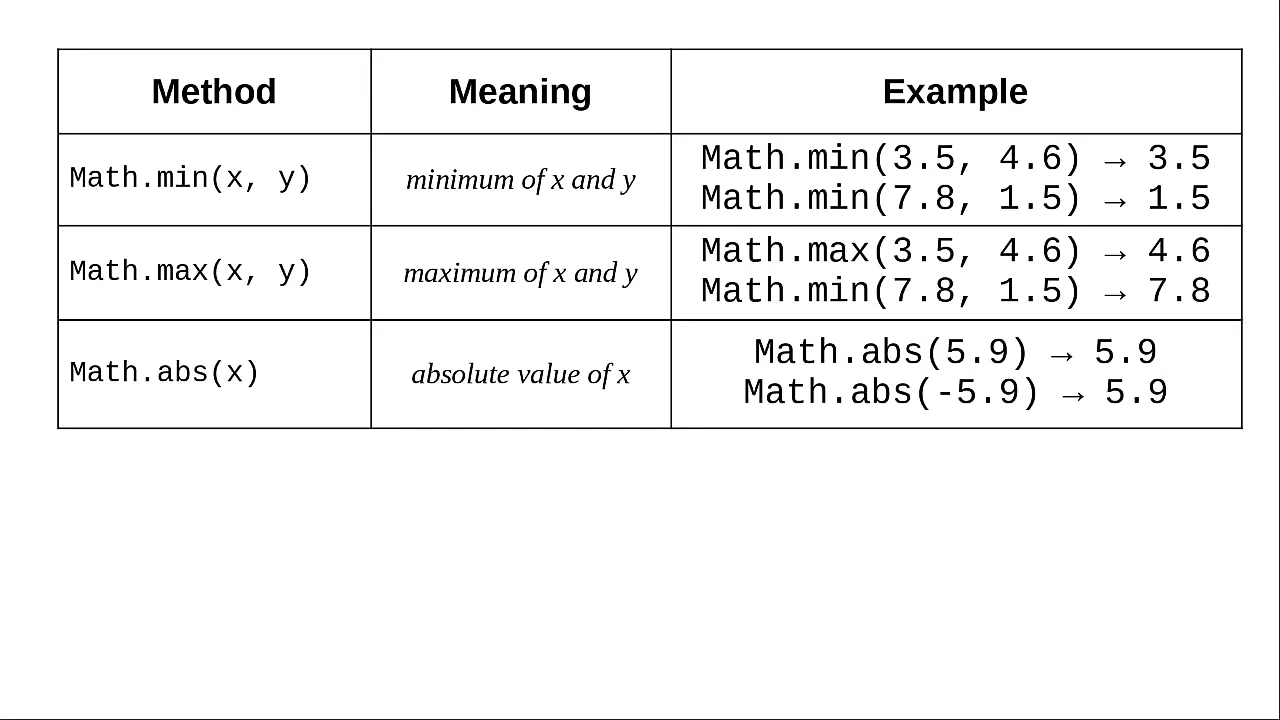 Method Meaning Example
Math.min(x, y) minimum of x and y Math.min(3.5, 4.6) → 3.5
Math.min(7.8, 1.5) → 1.5
Math.max(x, y) maximum of x and y Math.max(3.5, 4.6) → 4.6
Math.min(7.8, 1.5) → 7.8
Math.abs(x) absolute value of x Math.abs(5.9) → 5.9
Math.abs(-5.9) → 5.9